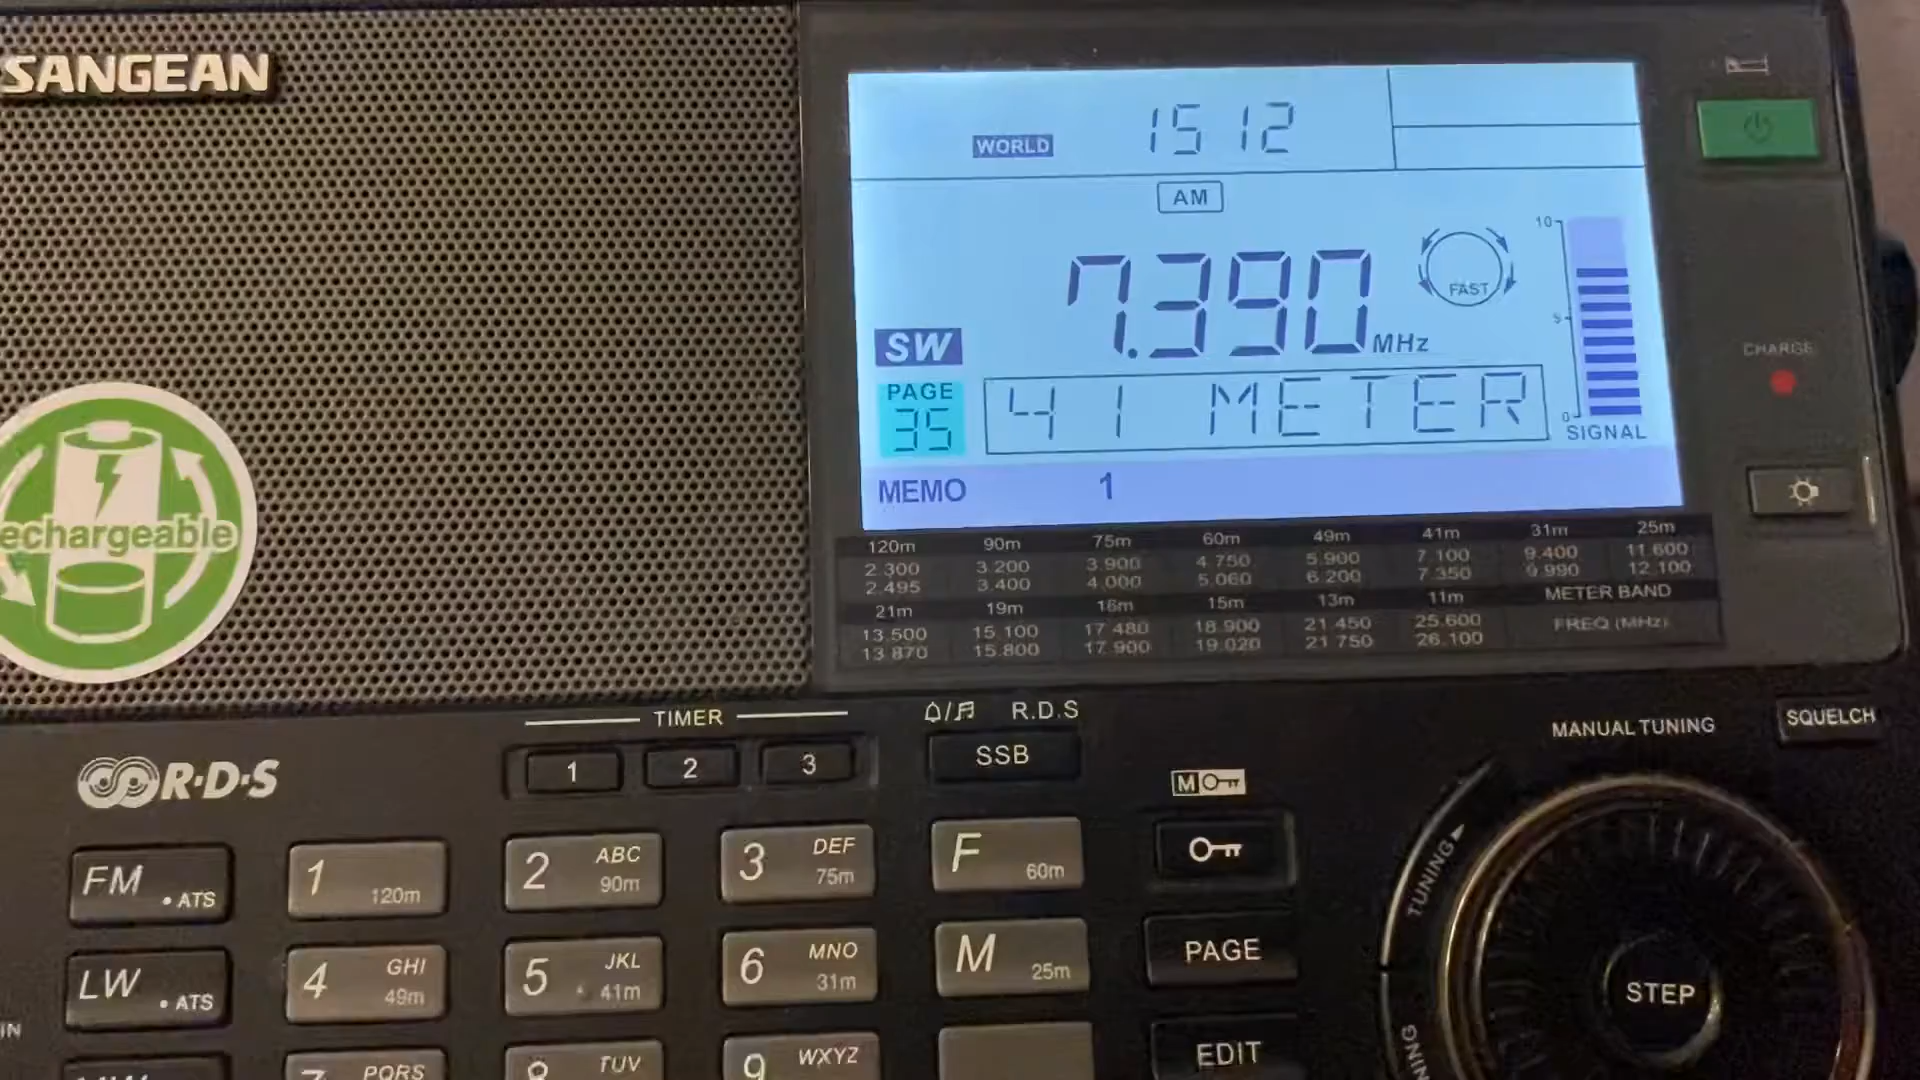 SANGEAN
WORLD 1512
AM
7.390 MHz
FAST
10
5
0
SIGNAL
SW
PAGE
35
41 METER
MEMO 1
CHARGE
120m 90m 75m 60m 49m 41m 31m 25m
2.300 3.200 3.900 4.750 5.900 7.100 9.400 11.600
2.495 3.400 4.000 5.060 6.200 7.350 9.990 12.100
21m 19m 16m 15m 13m 11m METER BAND
13.500 15.100 17.480 18.900 21.450 25.600 FREQ (MHz)
13.870 15.800 17.900 19.020 21.750 26.100
echargeable
TIMER
1 2 3
R.D.S
SSB
MANUAL TUNING
SQUELCH
R·D·S
M
FM • ATS
1 120m
2 ABC 90m
3 DEF 75m
F 60m
TUNING
LW • ATS
4 GHI 49m
5 JKL 41m
6 MNO 31m
M 25m
PAGE
STEP
IN
PQRS
8 TUV
9 WXYZ
EDIT
NING